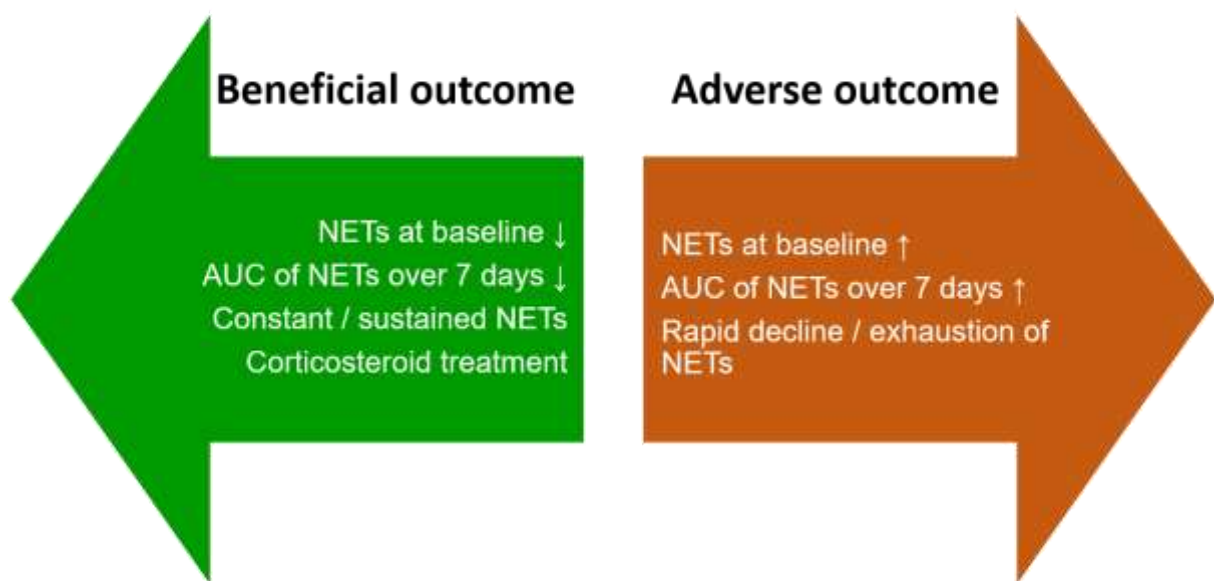 Beneficial outcome
NETs at baseline ↓
AUC of NETs over 7 days ↓
Constant / sustained NETs
Corticosteroid treatment
Adverse outcome
NETs at baseline ↑
AUC of NETs over 7 days ↑
Rapid decline / exhaustion of
NETs